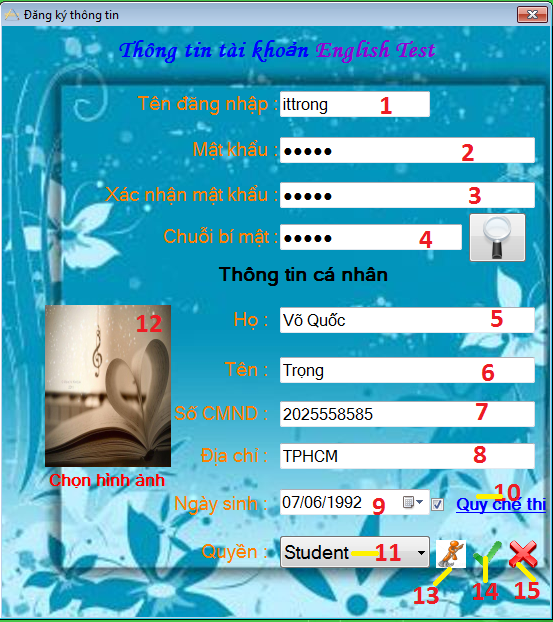 Đăng ký thông tin
Thông tin tài khoản English Test
Tên đăng nhập : ittrong 1
Mật khẩu : ●●●●● 2
Xác nhận mật khẩu : ●●●●● 3
Chuỗi bí mật : ●●●●● 4
Thông tin cá nhân
12
Họ : Võ Quốc 5
Tên : Trọng 6
Số CMND : 2025558585 7
Địa chỉ : TPHCM 8
Chọn hình ảnh
Ngày sinh : 07/06/1992 9 Quy chế thi 10
Quyền : Student 11
13 14 15